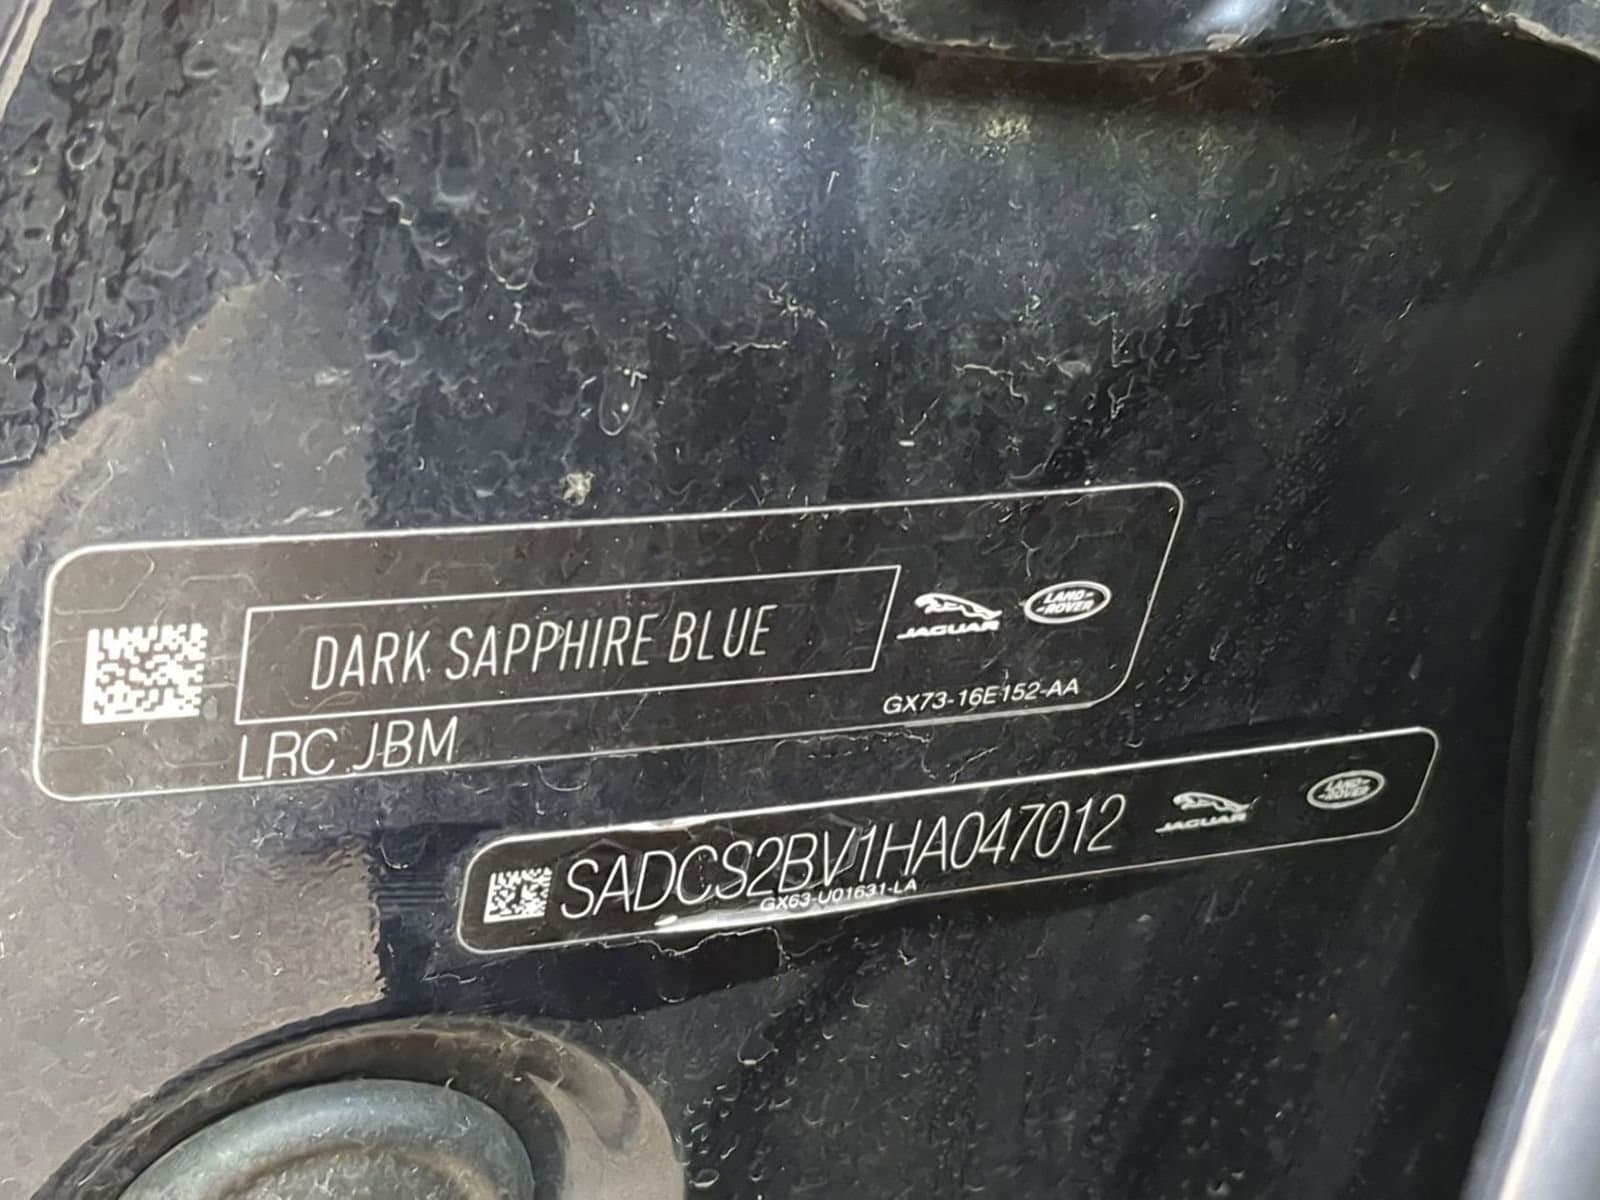 DARK SAPPHIRE BLUE
JAGUAR
LAND-
-ROVER
GX73-16E152-AA
LRC JBM
SADCS2BV1HA047012
GX63-U01631-LA
JAGUAR
LAND-
-ROVER